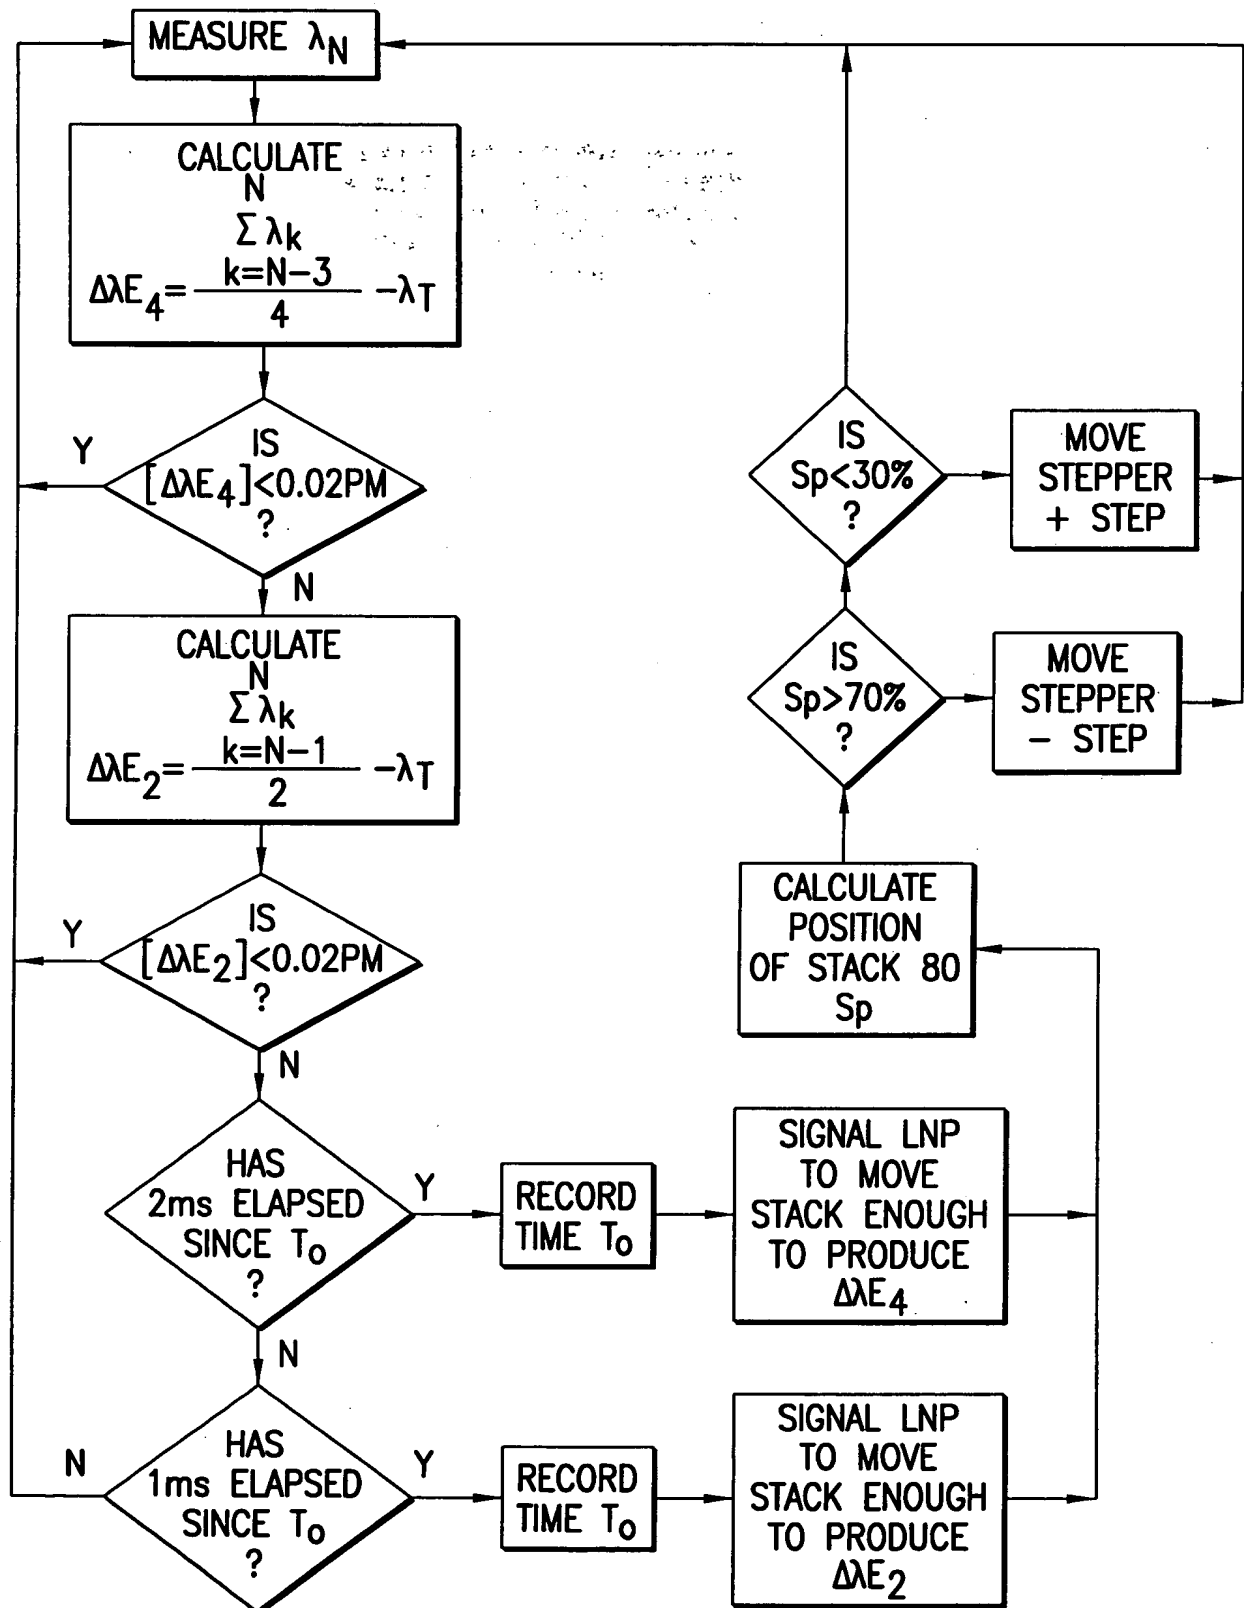 MEASURE λN
CALCULATE
N
Σ λk
k=N−3
ΔλE4= 4 −λT
IS
[ΔλE4]<0.02PM
?
Y
N
CALCULATE
N
Σ λk
k=N−1
ΔλE2= 2 −λT
IS
[ΔλE2]<0.02PM
?
Y
N
HAS
2ms ELAPSED
SINCE To
?
Y
N
RECORD
TIME To
SIGNAL LNP
TO MOVE
STACK ENOUGH
TO PRODUCE
ΔλE4
HAS
1ms ELAPSED
SINCE To
?
N
Y
RECORD
TIME To
SIGNAL LNP
TO MOVE
STACK ENOUGH
TO PRODUCE
ΔλE2
CALCULATE
POSITION
OF STACK 80
Sp
IS
Sp>70%
?
MOVE
STEPPER
− STEP
IS
Sp<30%
?
MOVE
STEPPER
+ STEP